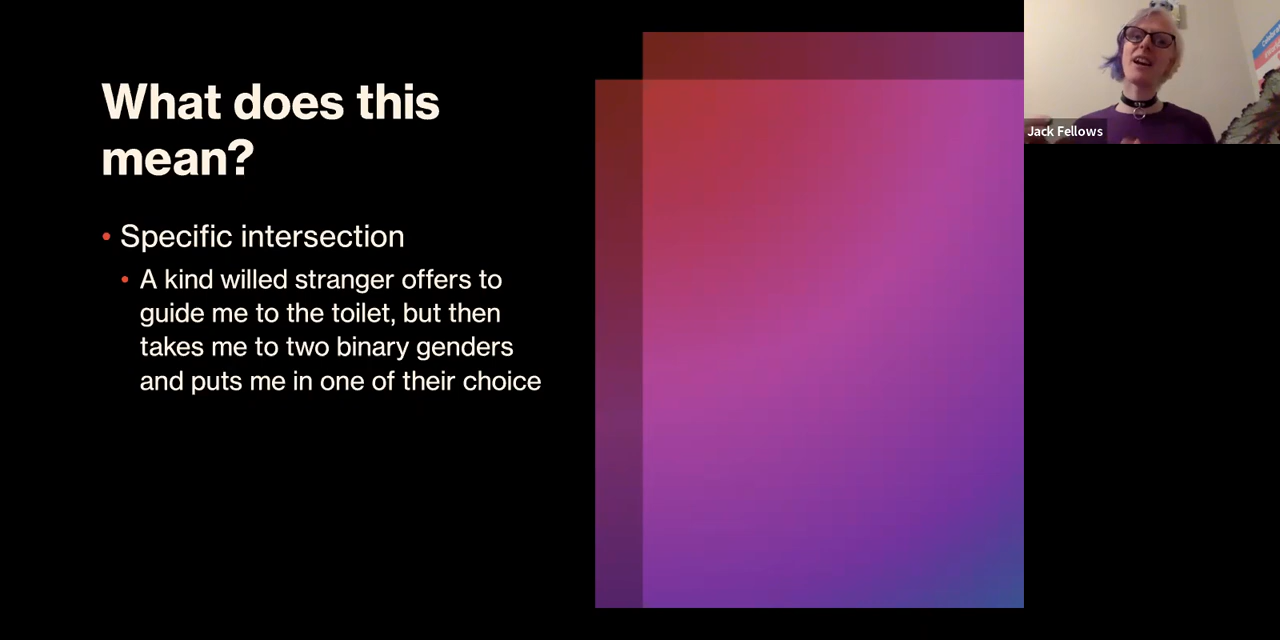 What does this
mean?
• Specific intersection
• A kind willed stranger offers to
guide me to the toilet, but then
takes me to two binary genders
and puts me in one of their choice
Jack Fellows